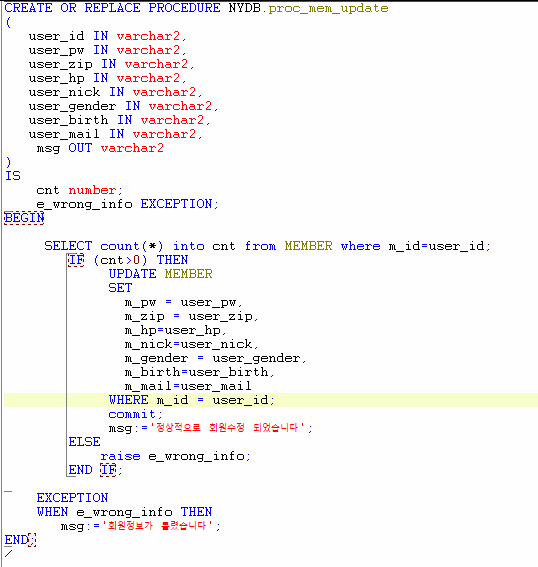 CREATE OR REPLACE PROCEDURE NYDB.proc_mem_update
(
user_id IN varchar2,
user_pw IN varchar2,
user_zip IN varchar2,
user_hp IN varchar2,
user_nick IN varchar2,
user_gender IN varchar2,
user_birth IN varchar2,
user_mail IN varchar2,
msg OUT varchar2
)
IS
cnt number;
e_wrong_info EXCEPTION;
BEGIN
SELECT count(*) into cnt from MEMBER where m_id=user_id;
IF (cnt>0) THEN
UPDATE MEMBER
SET
m_pw = user_pw,
m_zip = user_zip,
m_hp=user_hp,
m_nick=user_nick,
m_gender = user_gender,
m_birth=user_birth,
m_mail=user_mail
WHERE m_id = user_id;
commit;
msg:='정상적으로 회원수정 되었습니다';
ELSE
raise e_wrong_info;
END IF;
EXCEPTION
WHEN e_wrong_info THEN
msg:='회원정보가 틀렸습니다';
END;
/